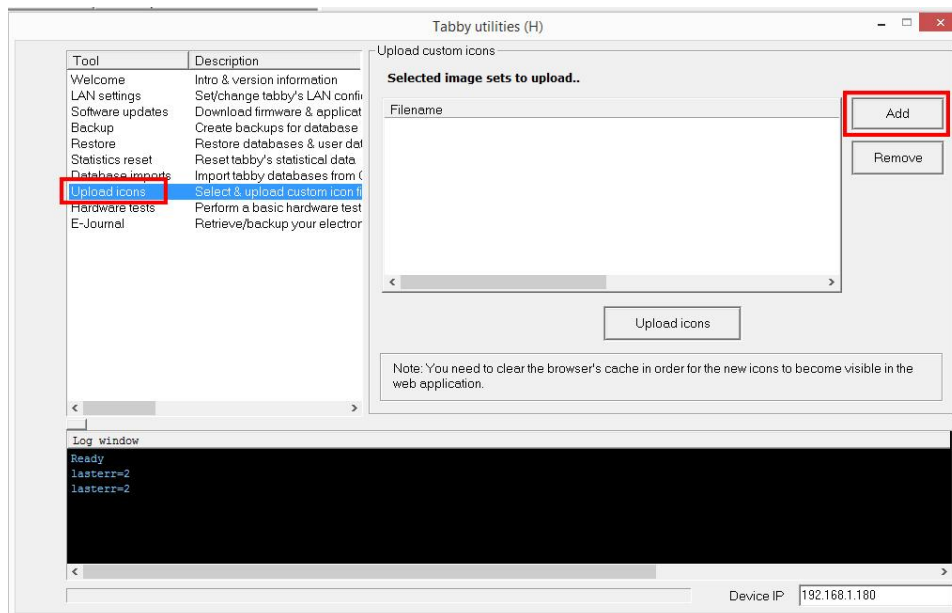 Tabby utilities (H)
Tool Description
Welcome Intro & version information
LAN settings Set/change tabby's LAN confi
Software updates Download firmware & applicat
Backup Create backups for database
Restore Restore databases & user dat
Statistics reset Reset tabby's statistical data
Database imports Import tabby databases from
Upload icons Select & upload custom icon fi
Hardware tests Perform a basic hardware test
E-Journal Retrieve/backup your electror
Upload custom icons
Selected image sets to upload..
Filename
Add
Remove
Upload icons
Note: You need to clear the browser's cache in order for the new icons to become visible in the
web application.
Log window
Ready
lasterr=2
lasterr=2
Device IP 192.168.1.180